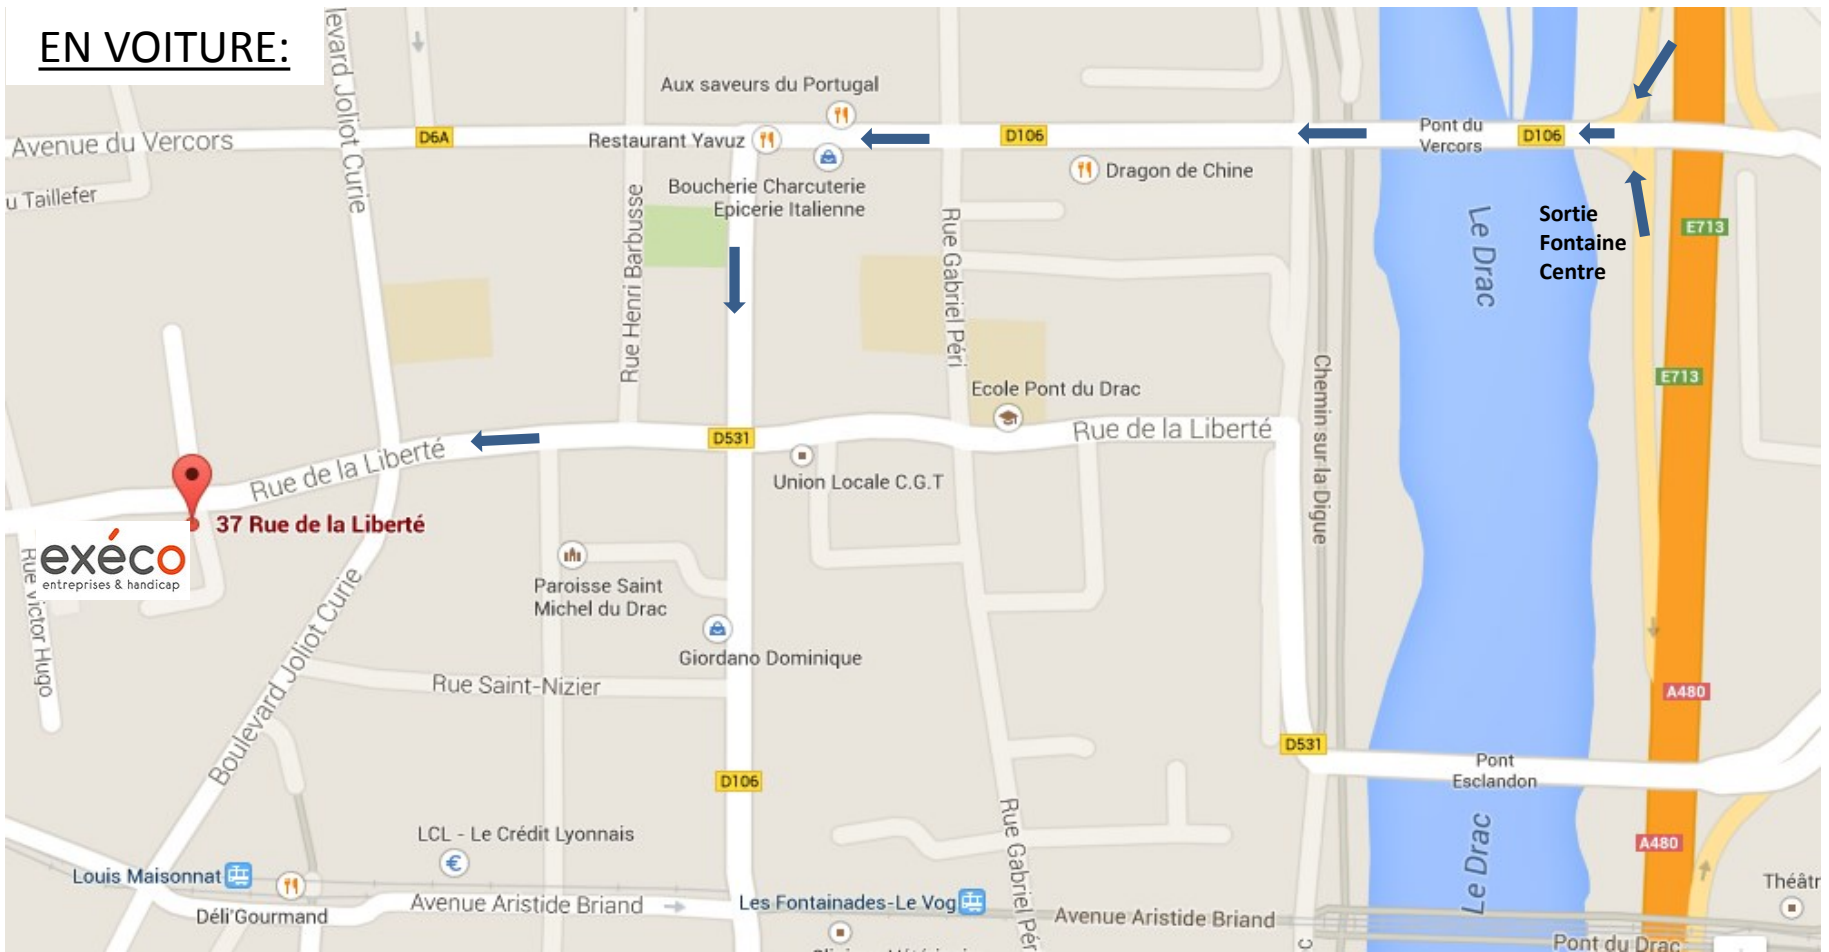 EN VOITURE:
levard Joliot Curie
Aux saveurs du Portugal
Avenue du Vercors
D6A
Restaurant Yavuz
D106
Pont du
Vercors
D106
Dragon de Chine
u Taillefer
Boucherie Charcuterie
Epicerie Italienne
Rue Henri Barbusse
Rue Gabriel Péri
Le Drac
Sortie
Fontaine
Centre
E713
E713
Chemin sur la Digue
Ecole Pont du Drac
Rue de la Liberté
D531
Rue de la Liberté
Union Locale C.G.T
37 Rue de la Liberté
exéco
entreprises & handicap
Rue Victor Hugo
Paroisse Saint
Michel du Drac
Boulevard Joliot Curie
Giordano Dominique
Rue Saint-Nizier
A480
D531
Pont
Esclandon
D106
Rue Gabriel Pér
LCL - Le Crédit Lyonnais
Le Drac
A480
Louis Maisonnat
Déli'Gourmand
Avenue Aristide Briand
Les Fontainades-Le Vog
Avenue Aristide Briand
Théâtr
Pont du Drac